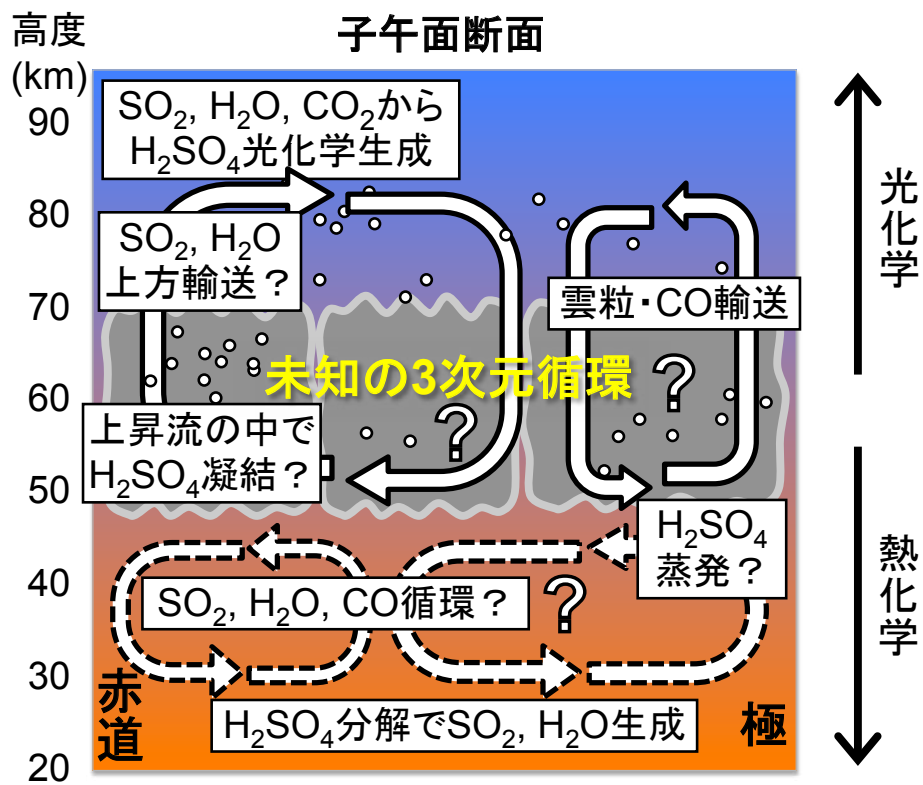 高度
(km)
子午面断面
90
80
70
60
50
40
30
20
SO₂, H₂O, CO₂から
H₂SO₄光化学生成
SO₂, H₂O
上方輸送？
雲粒・CO輸送
未知の3次元循環
?
?
上昇流の中で
H₂SO₄凝結？
H₂SO₄
蒸発？
SO₂, H₂O, CO循環？
?
H₂SO₄分解でSO₂, H₂O生成
赤道
極
光化学
熱化学